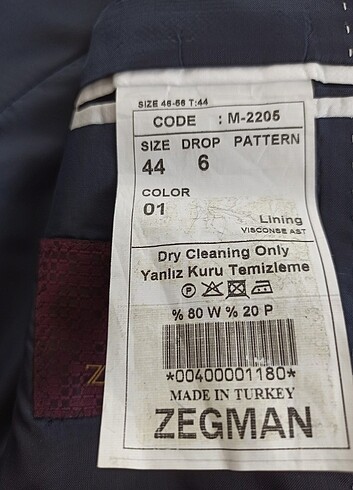 SIZE 46-56 T:44
CODE : M-2205
SIZE DROP PATTERN
44 6
COLOR
01
Lining
VISCONSE AST
Dry Cleaning Only
Yanlız Kuru Temizleme
P
% 80 W % 20 P
*00400001180*
MADE IN TURKEY
ZEGMAN
Z